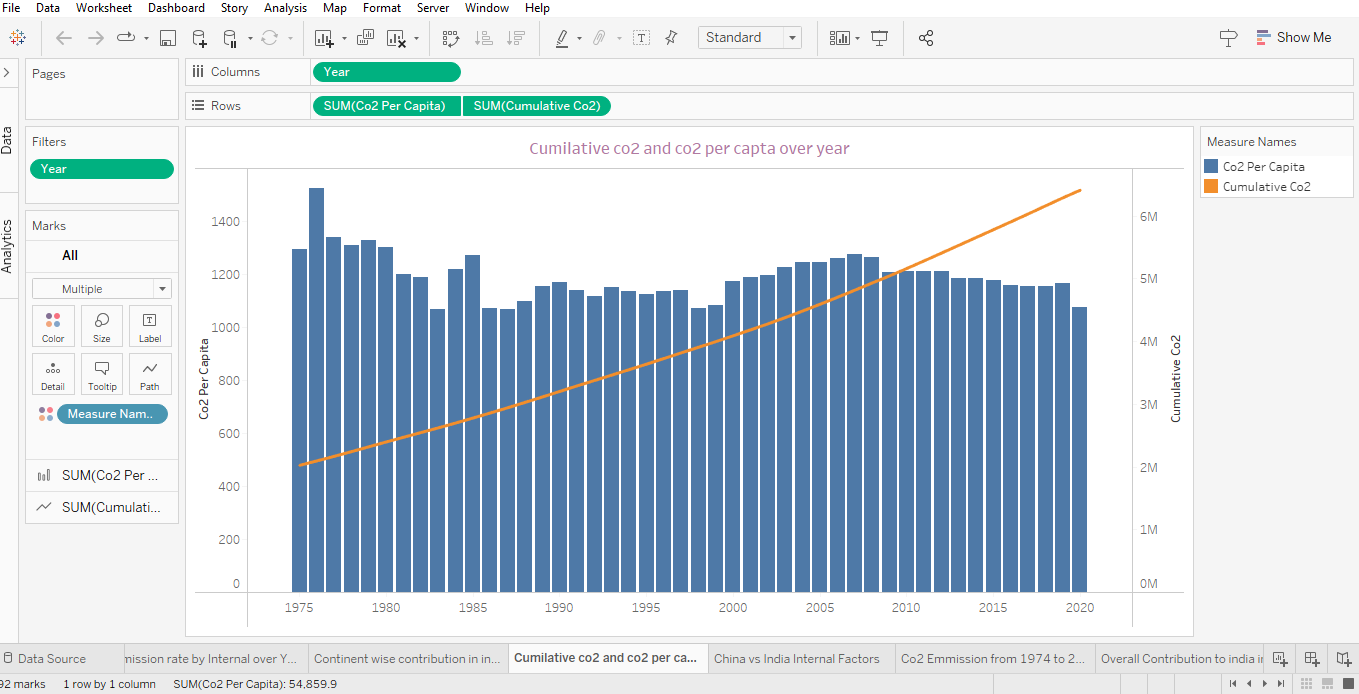 File Data Worksheet Dashboard Story Analysis Map Format Server Window Help
Standard
Show Me
Pages
Columns
Year
Rows
SUM(Co2 Per Capita) SUM(Cumulative Co2)
Data
Analytics
Filters
Year
Marks
All
Multiple
Color Size Label
Detail Tooltip Path
Measure Nam..
SUM(Co2 Per ...
SUM(Cumulati...
Cumilative co2 and co2 per capta over year
Co2 Per Capita
1400
1200
1000
800
600
400
200
0
1975 1980 1985 1990 1995 2000 2005 2010 2015 2020
Cumulative Co2
6M
5M
4M
3M
2M
1M
0M
Measure Names
Co2 Per Capita
Cumulative Co2
Data Source mission rate by Internal over Y... Continent wise contribution in in... Cumilative co2 and co2 per ca... China vs India Internal Factors Co2 Emmission from 1974 to 2... Overall Contribution to india in
92 marks 1 row by 1 column SUM(Co2 Per Capita): 54,859.9